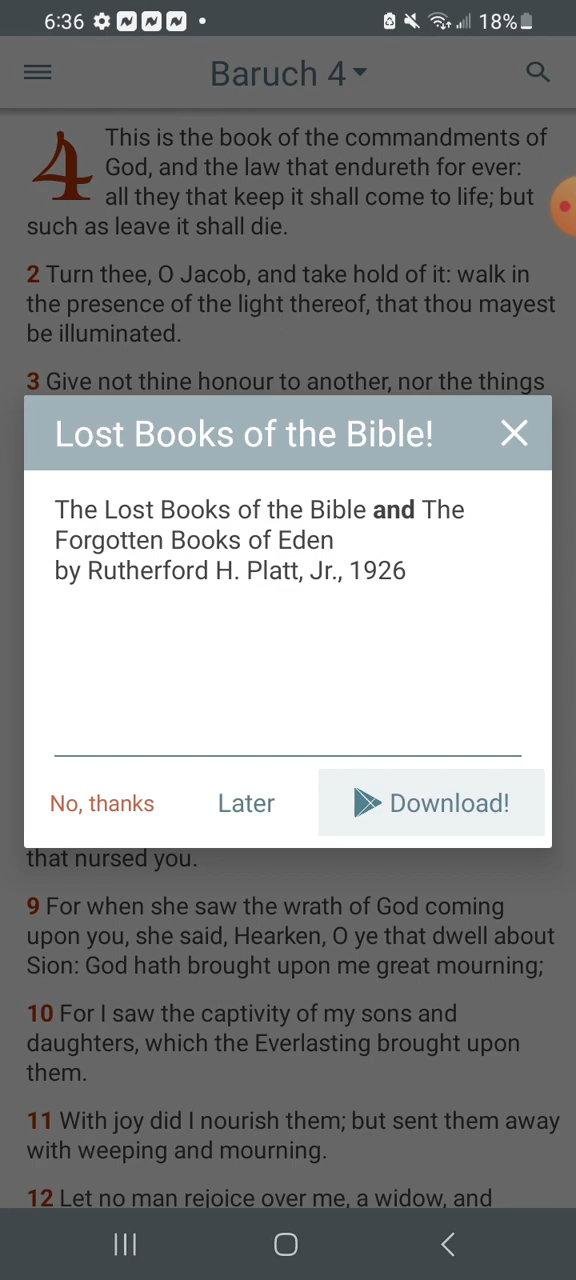 6:36 18%
Baruch 4
4 This is the book of the commandments of
God, and the law that endureth for ever:
all they that keep it shall come to life; but
such as leave it shall die.
2 Turn thee, O Jacob, and take hold of it: walk in
the presence of the light thereof, that thou mayest
be illuminated.
3 Give not thine honour to another, nor the things
Lost Books of the Bible!
The Lost Books of the Bible and The
Forgotten Books of Eden
by Rutherford H. Platt, Jr., 1926
No, thanks Later Download!
that nursed you.
9 For when she saw the wrath of God coming
upon you, she said, Hearken, O ye that dwell about
Sion: God hath brought upon me great mourning;
10 For I saw the captivity of my sons and
daughters, which the Everlasting brought upon
them.
11 With joy did I nourish them; but sent them away
with weeping and mourning.
12 Let no man rejoice over me, a widow, and